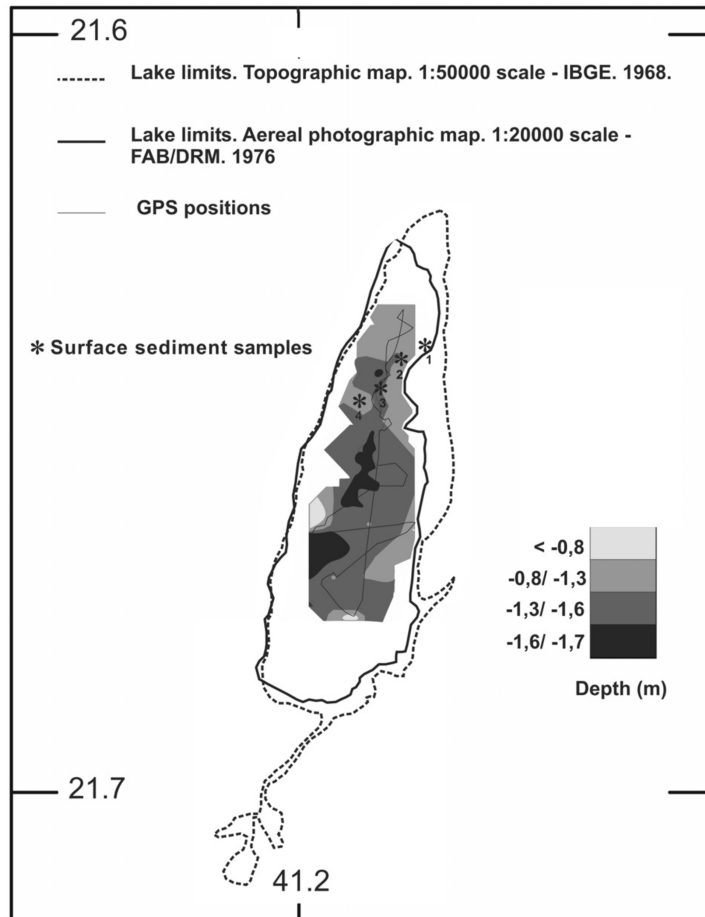 21.6
Lake limits. Topographic map. 1:50000 scale - IBGE. 1968.
Lake limits. Aereal photographic map. 1:20000 scale -
FAB/DRM. 1976
GPS positions
* Surface sediment samples
1
2
3
4
< -0,8
-0,8/ -1,3
-1,3/ -1,6
-1,6/ -1,7
Depth (m)
21.7
41.2